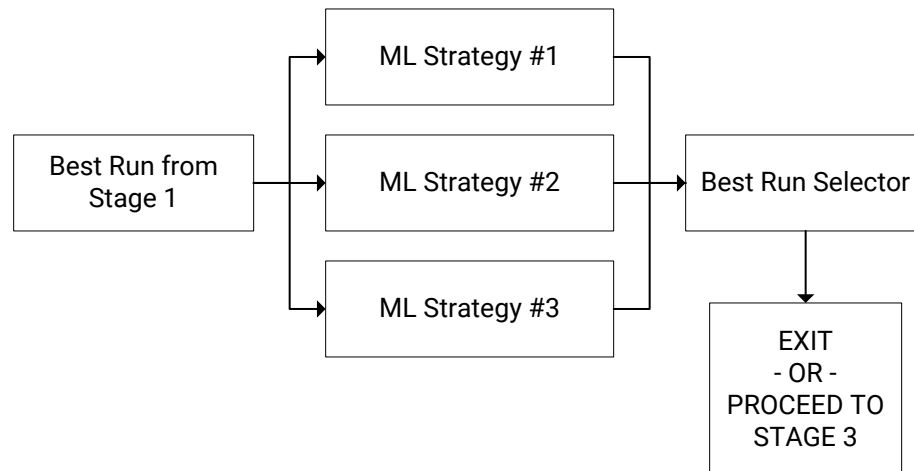 ML Strategy #1
Best Run from
Stage 1
ML Strategy #2
Best Run Selector
ML Strategy #3
EXIT
- OR -
PROCEED TO
STAGE 3